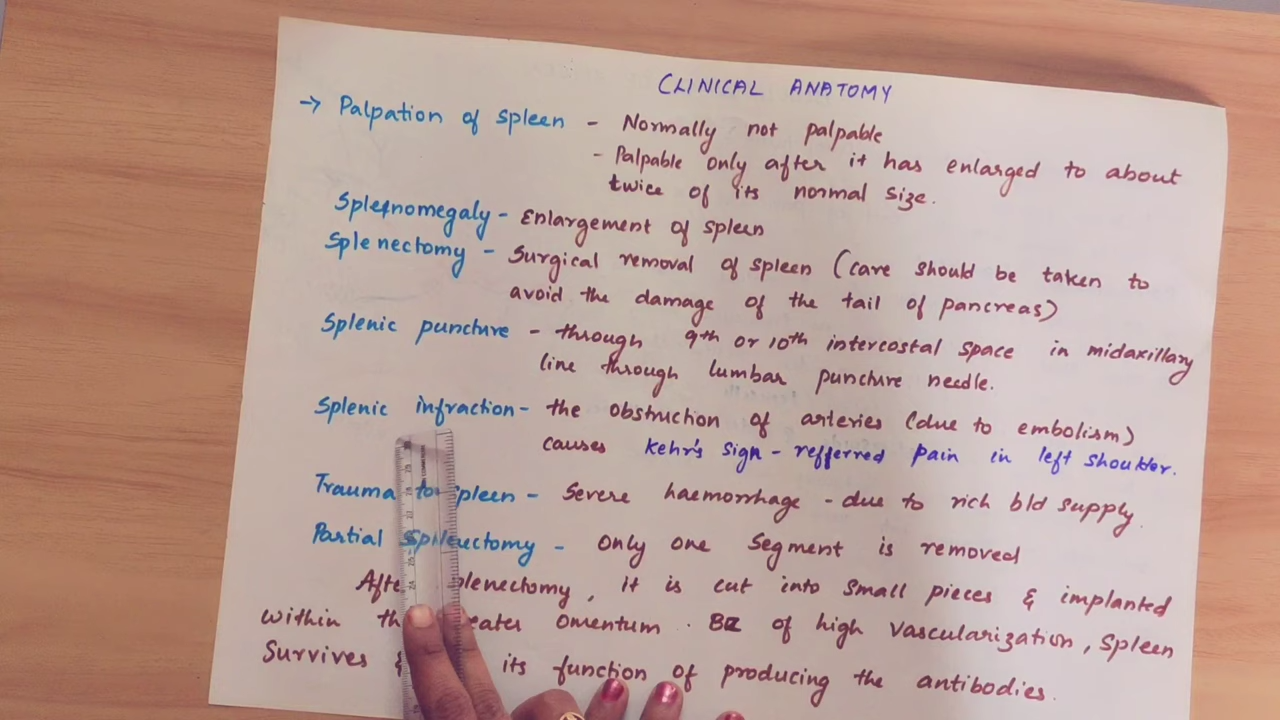 CLINICAL ANATOMY
→ Palpation of spleen - Normally not palpable
- Palpable only after it has enlarged to about
twice of its normal size.
Spleenomegaly - Enlargement of spleen
Splenectomy - Surgical removal of spleen (care should be taken to
avoid the damage of the tail of pancreas)
Splenic puncture - through 9th or 10th intercostal space in midaxillary
line through lumbar puncture needle.
Splenic infraction - the obstruction of arteries (due to embolism)
causes Kehr's sign - refferred pain in left shoulder.
Trauma to spleen - Severe haemorrhage - due to rich bld supply.
Partial Splenectomy - Only one segment is removed
After splenectomy, it is cut into small pieces & implanted
within omentum. Bz of high vascularization, spleen
Survives & its function of producing the antibodies.